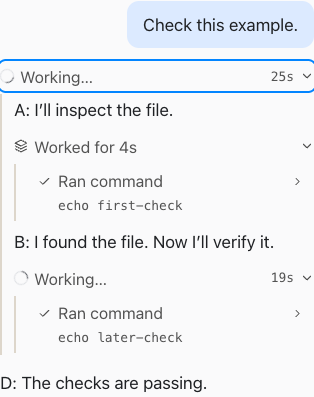 Check this example.
Working... 25s
A: I’ll inspect the file.
Worked for 4s
Ran command
echo first-check
B: I found the file. Now I’ll verify it.
Working... 19s
Ran command
echo later-check
D: The checks are passing.